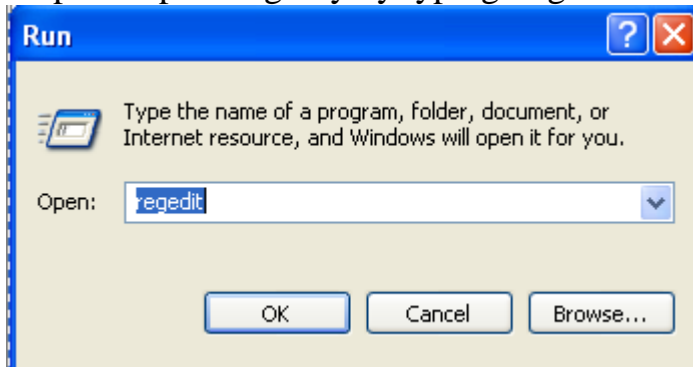 Run
Type the name of a program, folder, document, or
Internet resource, and Windows will open it for you.
Open: regedit
OK Cancel Browse...